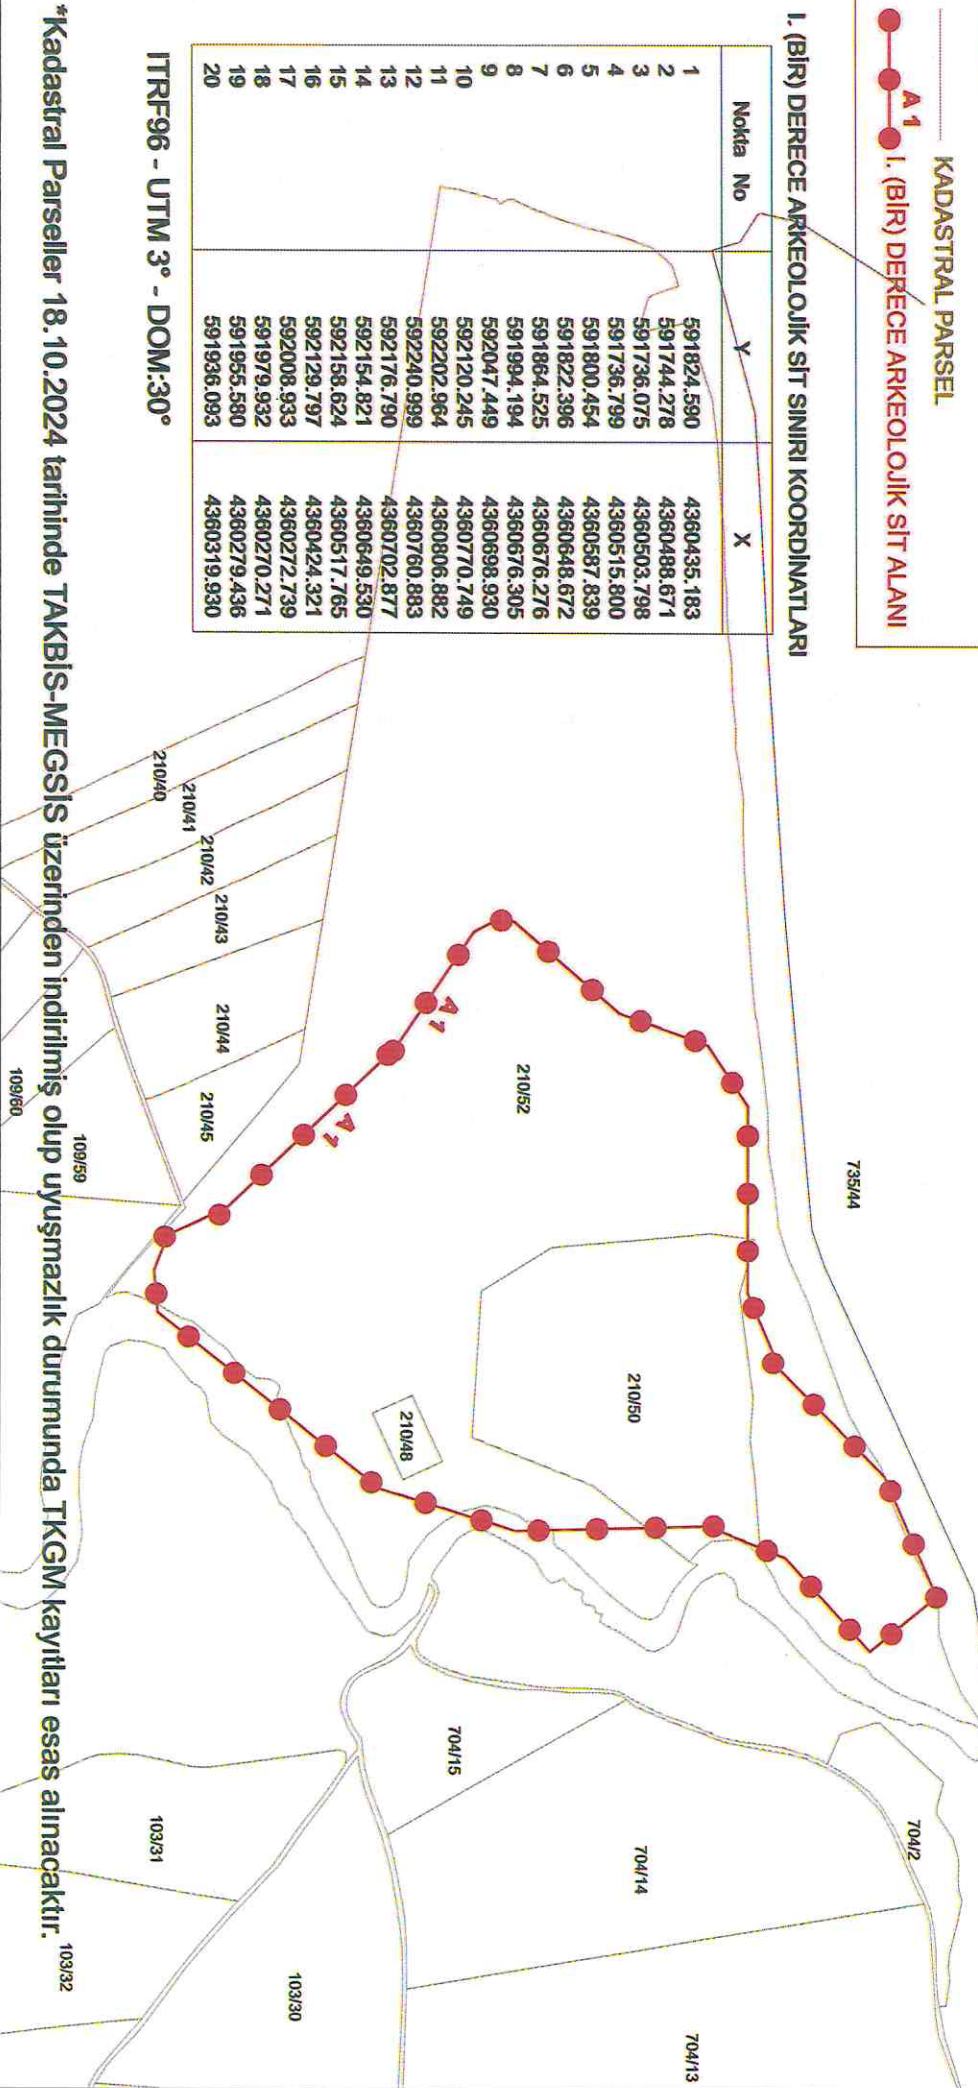 KADASTRAL PARSEL
A1 I. (BİR) DERECE ARKEOLOJİK SİT ALANI
I. (BİR) DERECE ARKEOLOJİK SİT SINIRI KOORDİNATLARI
Nokta No Y X
1 591824.590 4360435.183
2 591744.278 4360488.671
3 591736.075 4360503.798
4 591736.799 4360515.800
5 591800.454 4360587.839
6 591822.396 4360648.672
7 591864.525 4360676.276
8 591994.194 4360676.305
9 592047.449 4360698.930
10 592120.245 4360770.749
11 592202.964 4360806.882
12 592240.999 4360760.883
13 592176.790 4360702.877
14 592154.821 4360649.530
15 592158.624 4360517.765
16 592129.797 4360424.321
17 592008.933 4360272.739
18 591979.932 4360270.271
19 591955.580 4360279.436
20 591936.093 4360319.930
ITRF96 - UTM 3° - DOM:30°
735/44
210/52
210/50
210/48
A1
A1
210/40
210/41
210/42
210/43
210/44
210/45
109/59
109/60
704/2
704/15
704/14
704/13
103/31
103/30
103/32
*Kadastral Parseller 18.10.2024 tarihinde TAKBİS-MEGSİS üzerinden indirilmiş olup uyuşmazlık durumunda TKGM kayıtları esas alınacaktır.